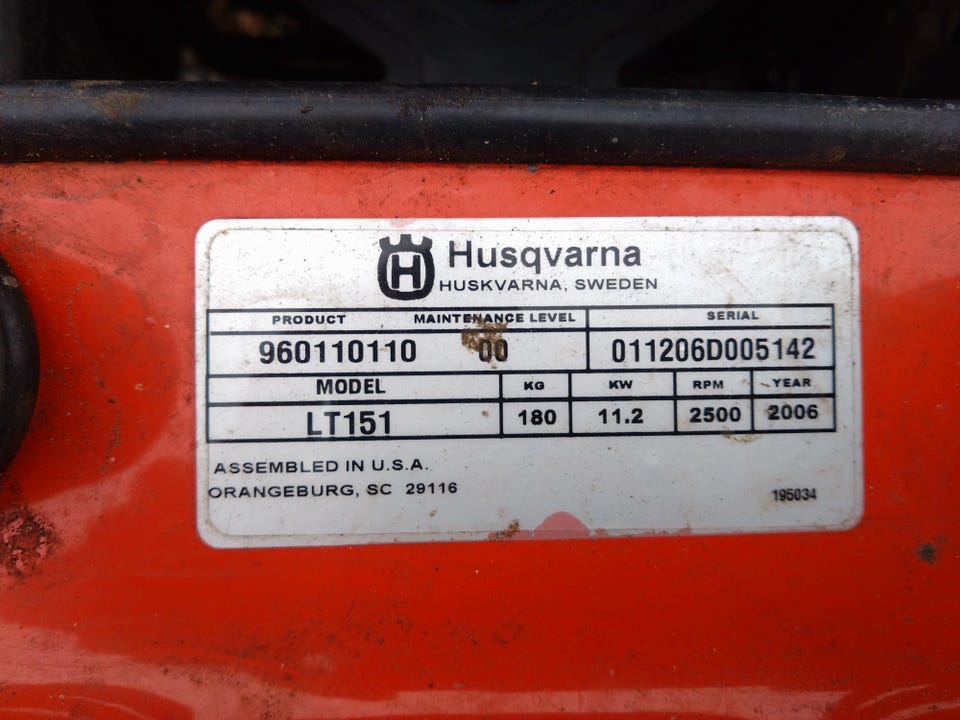 H Husqvarna
HUSKVARNA, SWEDEN
PRODUCT MAINTENANCE LEVEL SERIAL
960110110 00 011206D005142
MODEL KG KW RPM YEAR
LT151 180 11.2 2500 2006
ASSEMBLED IN U.S.A.
ORANGEBURG, SC 29116
195034